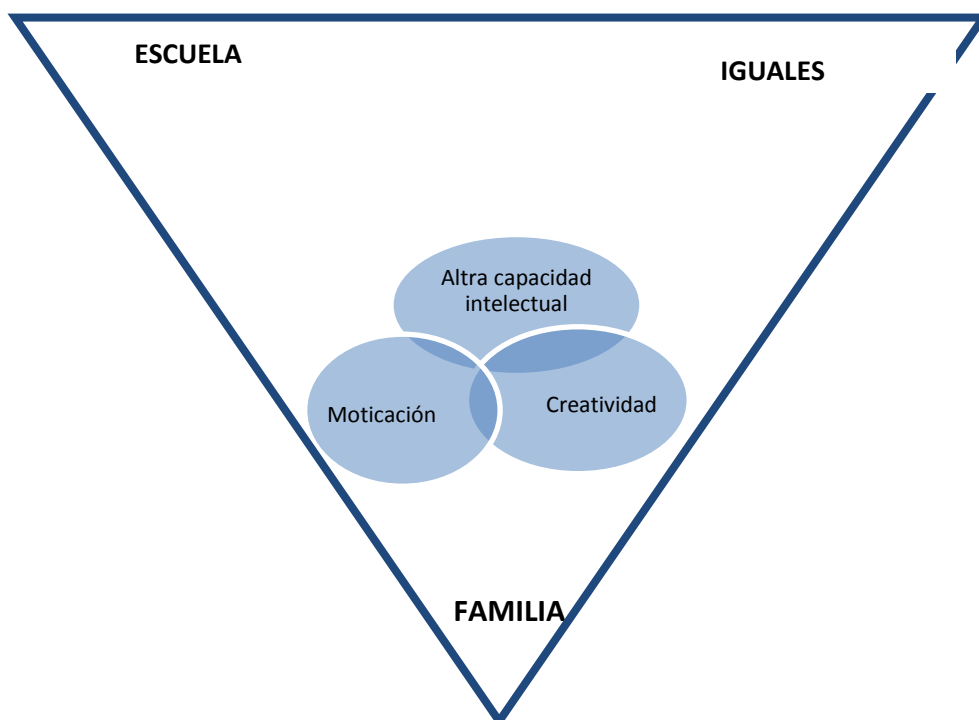 ESCUELA
IGUALES
Altra capacidad
intelectual
Moticación
Creatividad
FAMILIA